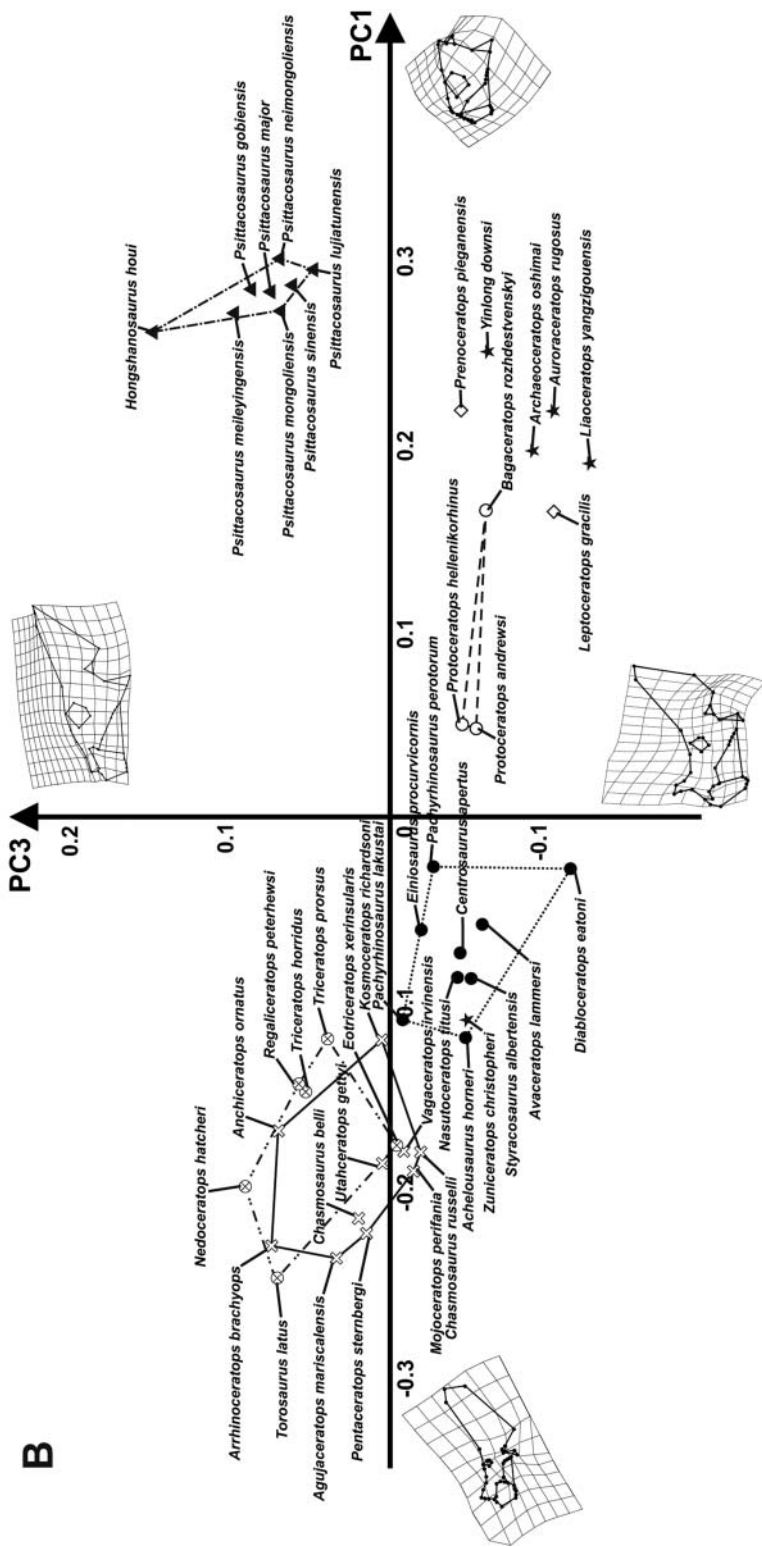 B
PC3
PC1
0.2
0.1
0
-0.1
-0.3
-0.2
-0.1
0.1
0.2
0.3
Nedoceratops hatcheri
Arrhinoceratops brachyops
Torosaurus latus
Agujaceratops mariscalensis
Pentaceratops sternbergi
Anchiceratops ornatus
Regaliceratops peterhewsi
Triceratops horridus
Triceratops prorsus
Chasmosaurus belli
Utahceratops gettyi
Eotriceratops xerinsularis
Kosmoceratops richardsoni
Pachyrhinosaurus lakustai
Mojoceratops perifania
Chasmosaurus russelli
Vagaceratops irvinensis
Nasutoceratops titusi
Achelousaurus horneri
Zuniceratops christopheri
Styracosaurus albertensis
Avaceratops lammersi
Diabloceratops eatoni
Einiosaurus procurvicornis
Pachyrhinosaurus perotorum
Centrosaurus apertus
Protoceratops hellenikorhinus
Protoceratops andrewsi
Bagaceratops rozhdestvenskyi
Leptoceratops gracilis
Prenoceratops pieganensis
Yinlong downsi
Archaeoceratops oshimai
Auroraceratops rugosus
Liaoceratops yangzigouensis
Hongshanosaurus houi
Psittacosaurus meileyingensis
Psittacosaurus mongoliensis
Psittacosaurus sinensis
Psittacosaurus lujiatunensis
Psittacosaurus gobiensis
Psittacosaurus major
Psittacosaurus neimongoliensis